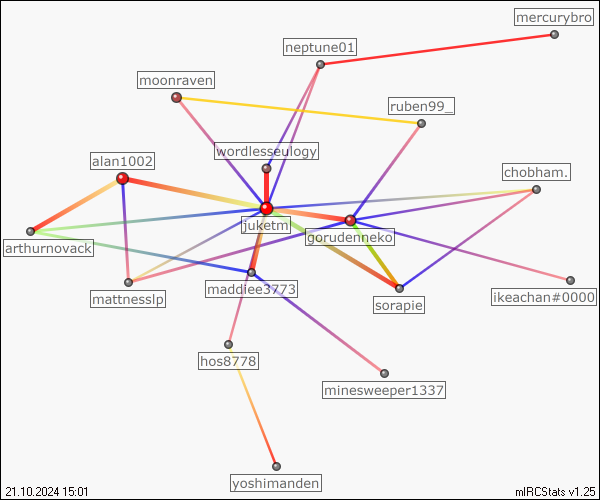 mercurybro
neptune01
moonraven
ruben99_
wordlesseulogy
alan1002
chobham.
juketm
gorudenneko
arthurnovack
maddiee3773
mattnesslp
sorapie
ikeachan#0000
hos8778
minesweeper1337
yoshimanden
21.10.2024 15:01
mIRCStats v1.25